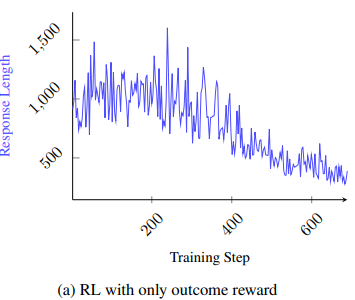 Response Length
1,500
1,000
500
200
400
600
Training Step
(a) RL with only outcome reward